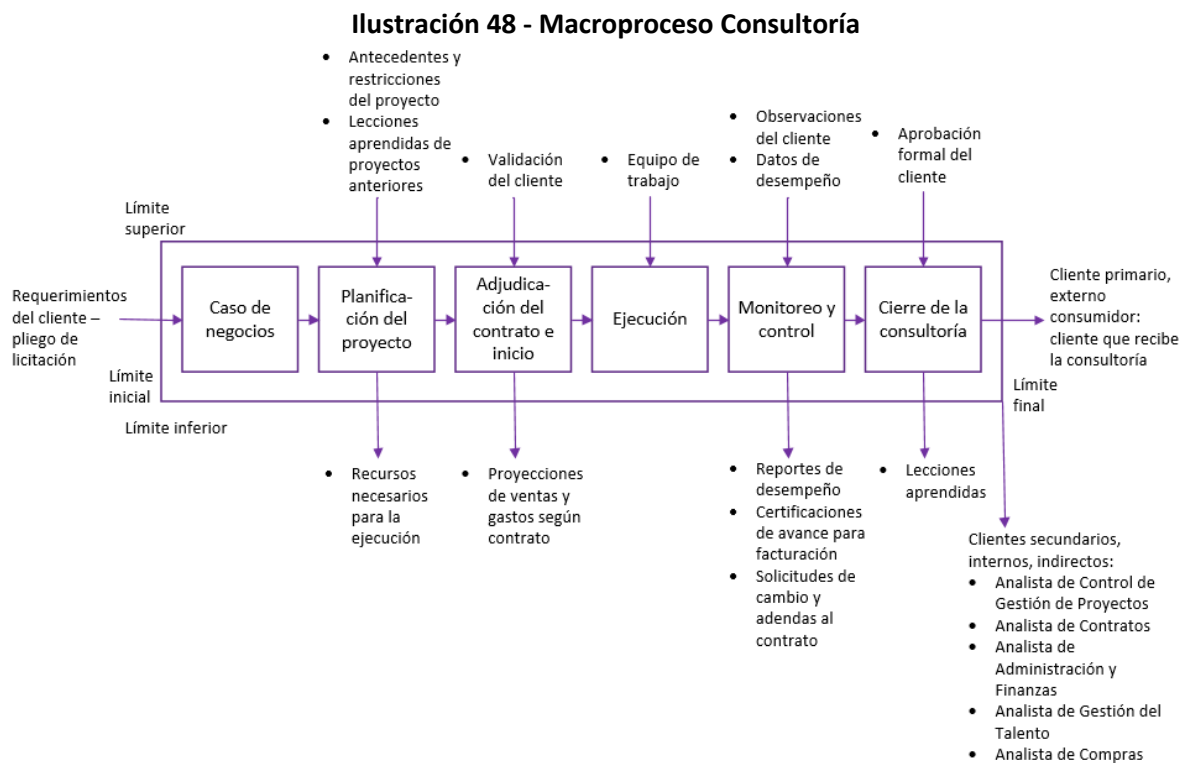 Ilustración 48 - Macroproceso Consultoría
• Antecedentes y
restricciones
del proyecto
• Lecciones
aprendidas de
proyectos
anteriores
• Validación
del cliente
• Equipo de
trabajo
• Observaciones
del cliente
• Datos de
desempeño
• Aprobación
formal del
cliente
Límite
superior
Requerimientos
del cliente –
pliego de
licitación
Caso de
negocios
Planifica-
ción del
proyecto
Adjudica-
ción del
contrato e
inicio
Ejecución
Monitoreo y
control
Cierre de la
consultoría
Cliente primario,
externo
consumidor:
cliente que recibe
la consultoría
Límite
inicial
Límite
final
Límite inferior
• Recursos
necesarios
para la
ejecución
• Proyecciones
de ventas y
gastos según
contrato
• Reportes de
desempeño
• Certificaciones
de avance para
facturación
• Solicitudes de
cambio y
adendas al
contrato
• Lecciones
aprendidas
Clientes secundarios,
internos, indirectos:
• Analista de Control de
Gestión de Proyectos
• Analista de Contratos
• Analista de
Administración y
Finanzas
• Analista de Gestión del
Talento
• Analista de Compras